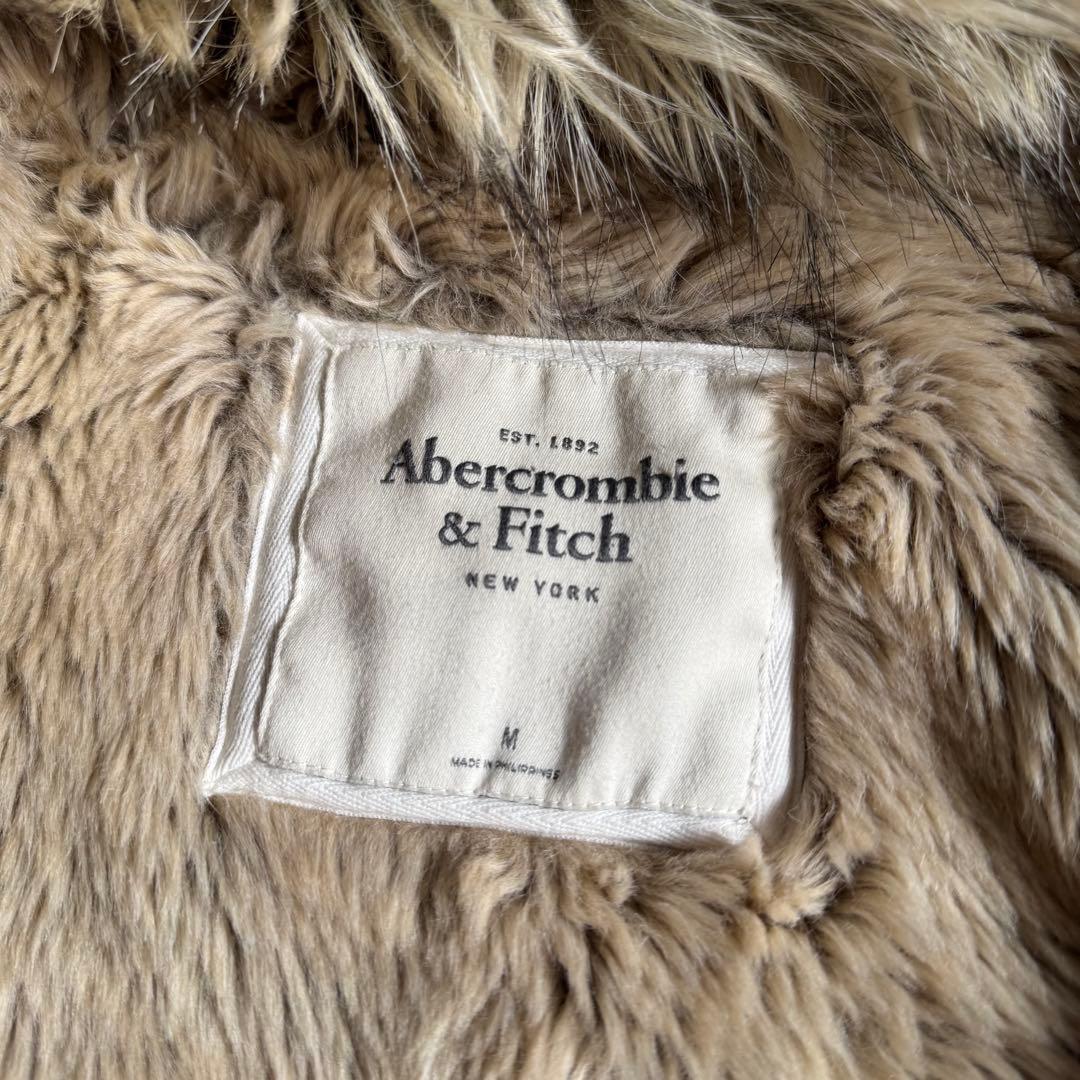 EST. 1892
Abercrombie
& Fitch
NEW YORK
M
MADE IN PHILIPPINES